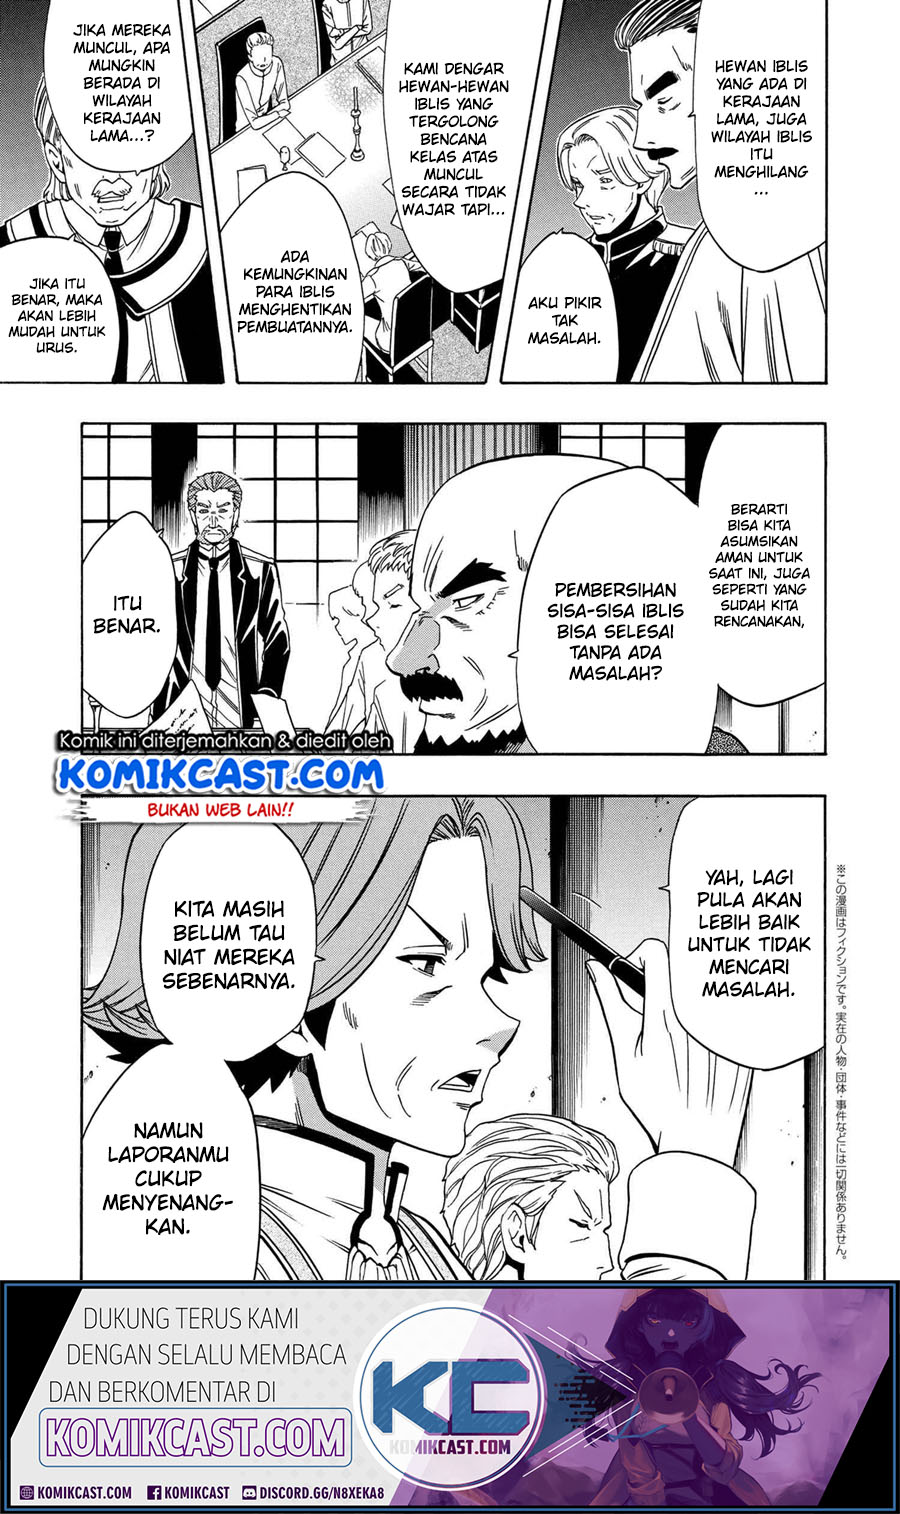 HEWAN IBLIS
YANG ADA DI
KERAJAAN
LAMA, JUGA
WILAYAH IBLIS
ITU
MENGHILANG
...
AKU PIKIR
TAK
MASALAH.
KAMI DENGAR
HEWAN-HEWAN
IBLIS YANG
TERGOLONG
BENCANA
KELAS ATAS
MUNCUL
SECARA TIDAK
WAJAR TAPI...
ADA
KEMUNGKINAN
PARA IBLIS
MENGHENTIKAN
PEMBUATANNYA.
JIKA MEREKA
MUNCUL, APA
MUNGKIN
BERADA DI
WILAYAH
KERAJAAN
LAMA...?
JIKA ITU
BENAR, MAKA
AKAN LEBIH
MUDAH UNTUK
URUS.
BERARTI
BISA KITA
ASUMSIKAN
AMAN UNTUK
SAAT INI, JUGA
SEPERTI YANG
SUDAH KITA
RENCANAKAN,
PEMBERSIHAN
SISA-SISA IBLIS
BISA SELESAI
TANPA ADA
MASALAH?
ITU
BENAR.
Komik ini diterjemahkan & diedit oleh
KOMIKCAST.COM
BUKAN WEB LAIN!!
YAH, LAGI
PULA AKAN
LEBIH BAIK
UNTUK TIDAK
MENCARI
MASALAH.
KITA MASIH
BELUM TAU
NIAT MEREKA
SEBENARNYA.
NAMUN
LAPORANMU
CUKUP
MENYENANG-
KAN.
※この漫画はフィクションです。実在の人物・団体・事件などには一切関係ありません。
DUKUNG TERUS KAMI
DENGAN SELALU MEMBACA
DAN BERKOMENTAR DI
KOMIKCAST.COM
KC
KOMIKCAST.COM
KOMIKCAST.COM KOMIKCAST DISCORD.GG/N8XEKA8